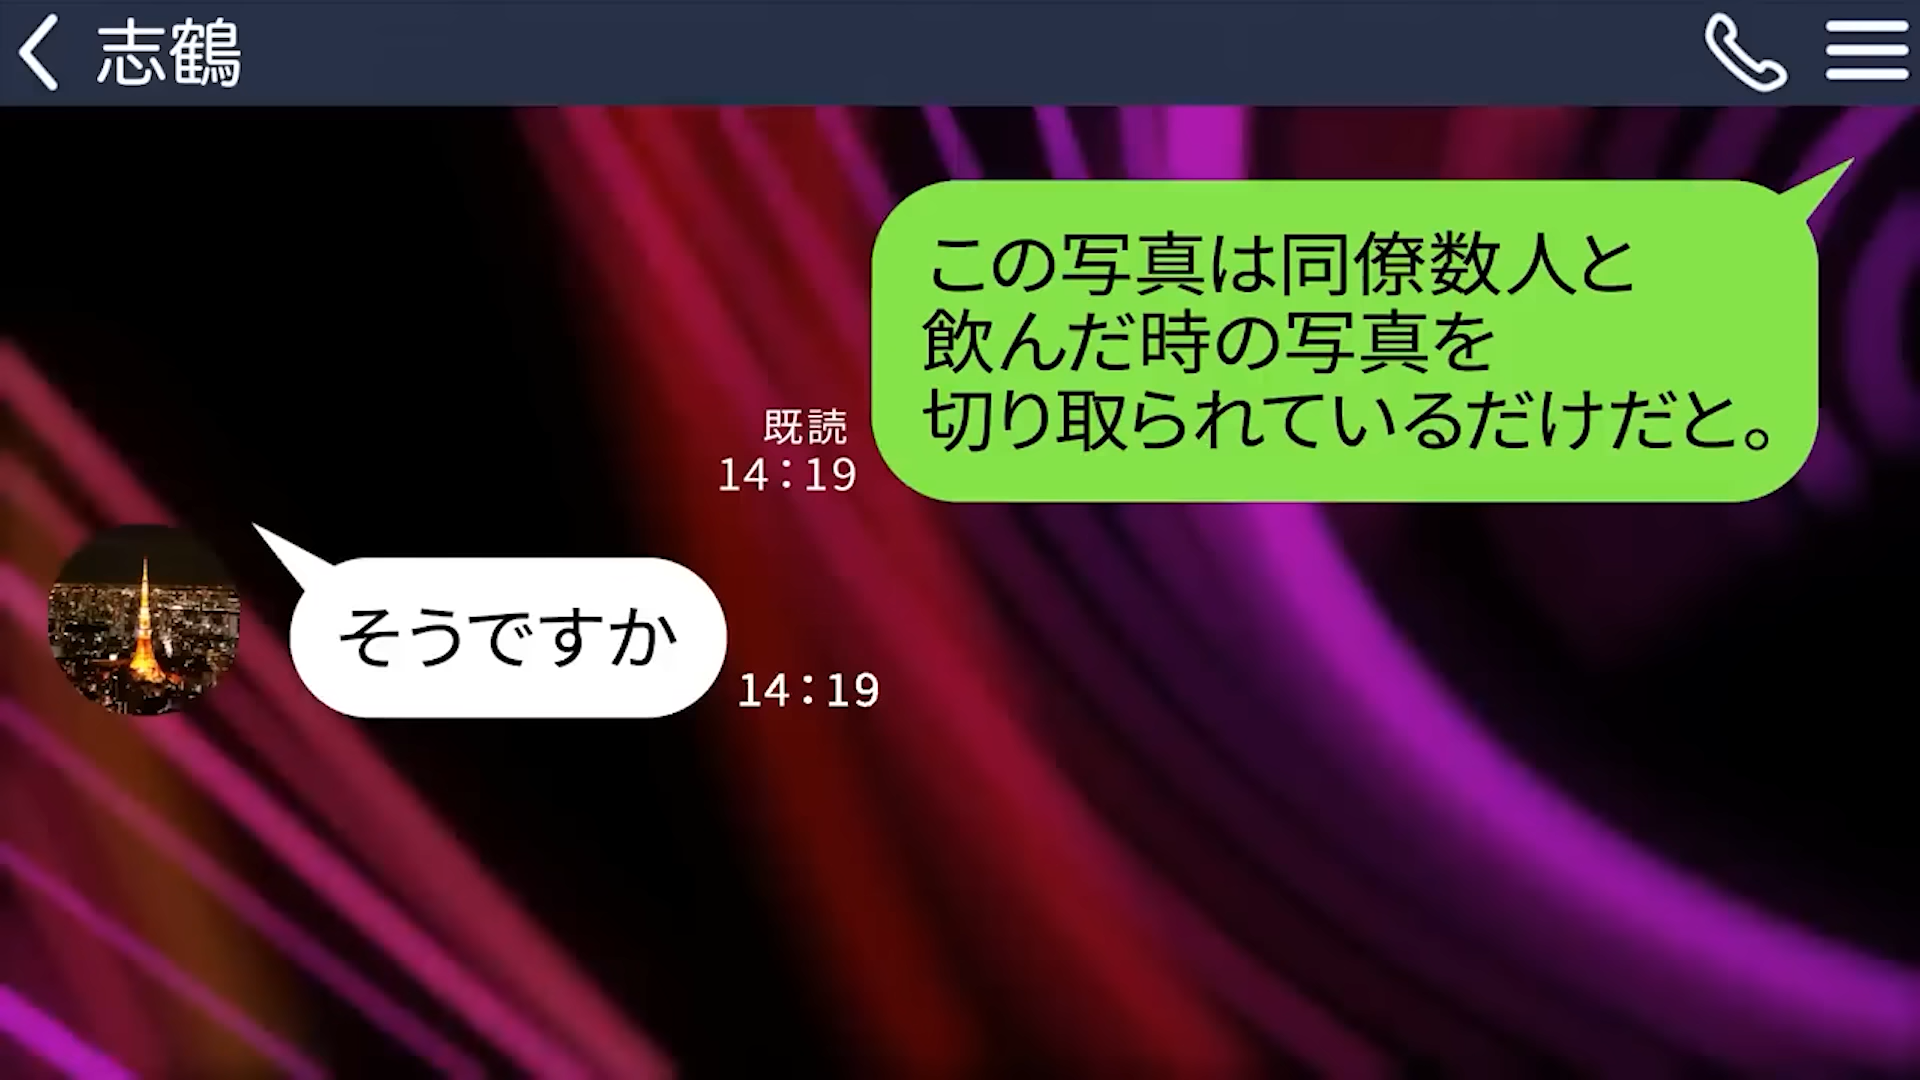 志鶴
この写真は同僚数人と
飲んだ時の写真を
切り取られているだけだと。
既読
14:19
そうですか
14:19